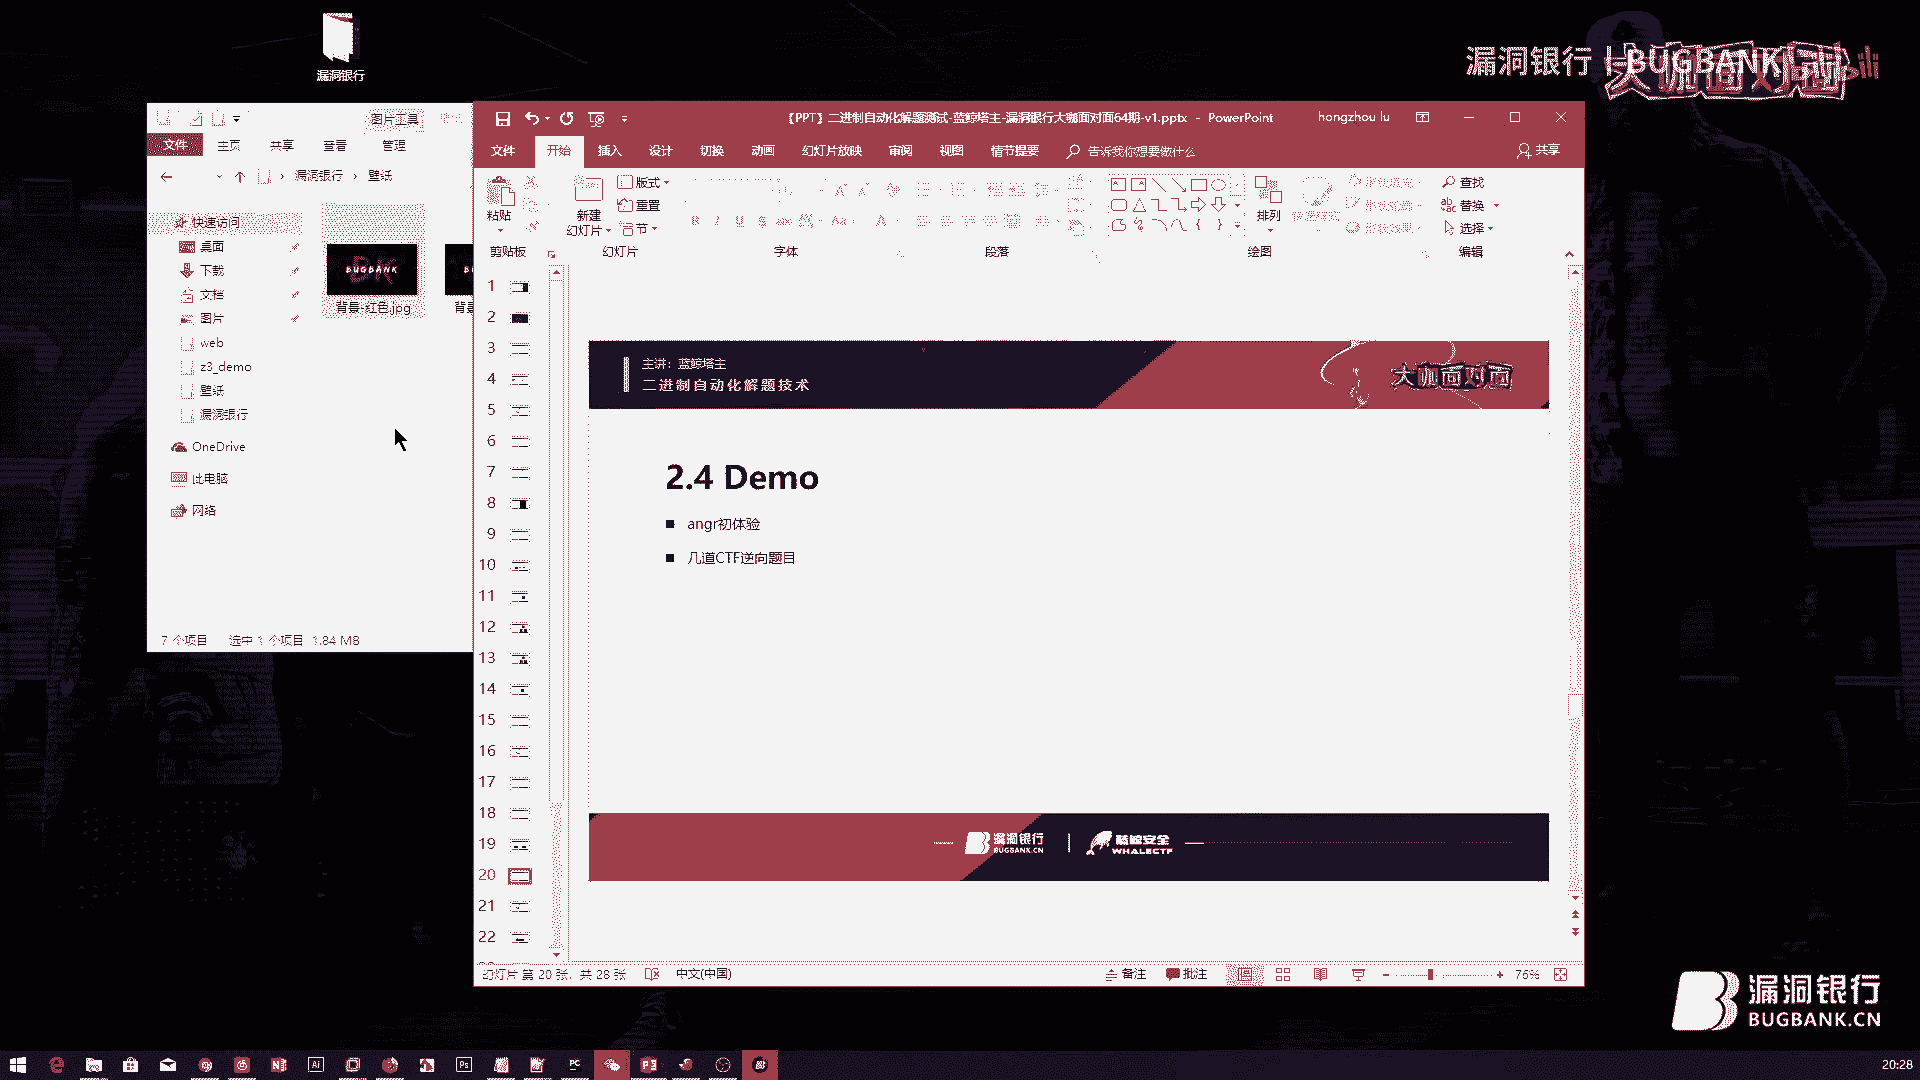 漏洞银行
漏洞银行 | BUGBANK
大咖面对面
图片工具
文件
主页
共享
查看
管理
漏洞银行 › 壁纸
快速访问
桌面
下载
文档
图片
web
z3_demo
壁纸
漏洞银行
OneDrive
此电脑
网络
BUGBANK
背景-红色.jpg
7 个项目
选中 1 个项目 1.84 MB
【PPT】二进制自动化解题测试-蓝鲸塔主-漏洞银行大咖面对面64期-v1.pptx - PowerPoint
hongzhou lu
文件
开始
插入
设计
切换
动画
幻灯片放映
审阅
视图
情节提要
告诉我你想要做什么
共享
粘贴
新建
幻灯片
版式
重置
节
排列
查找
替换
选择
剪贴板
幻灯片
字体
段落
绘图
编辑
1
2
3
4
5
6
7
8
9
10
11
12
13
14
15
16
17
18
19
20
21
22
主讲：蓝鲸塔主
二进制自动化解题技术
大咖面对面
2.4 Demo
angr初体验
几道CTF逆向题目
漏洞银行
BUGBANK.CN
蓝鲸安全
WHALECTF
幻灯片 第 20 张，共 28 张
中文(中国)
备注
批注
76%
漏洞银行
BUGBANK.CN
20:28